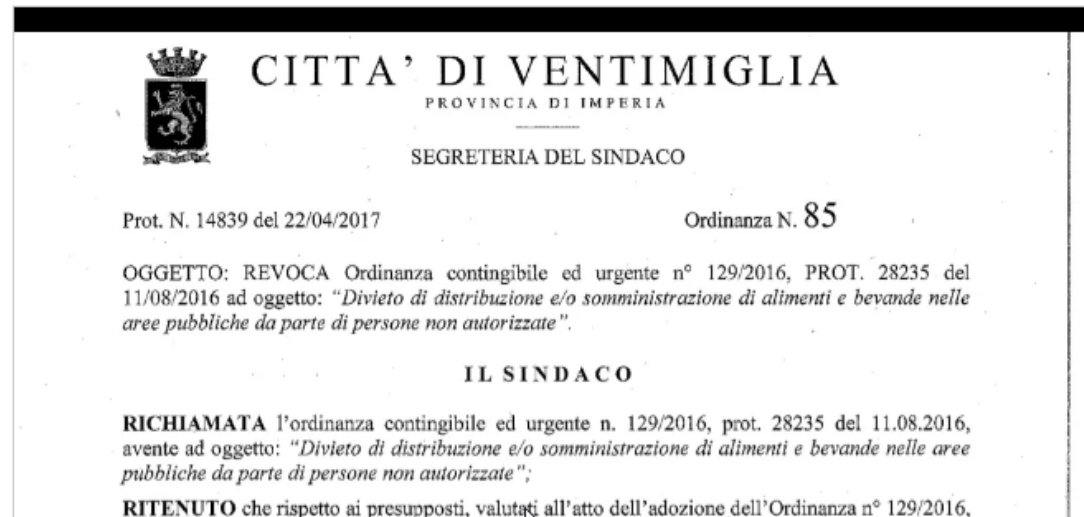 CITTA' DI VENTIMIGLIA
PROVINCIA DI IMPERIA
SEGRETERIA DEL SINDACO
Prot. N. 14839 del 22/04/2017 Ordinanza N. 85
OGGETTO: REVOCA Ordinanza contingibile ed urgente n° 129/2016, PROT. 28235 del
11/08/2016 ad oggetto: "Divieto di distribuzione e/o somministrazione di alimenti e bevande nelle
aree pubbliche da parte di persone non autorizzate".
IL SINDACO
RICHIAMATA l'ordinanza contingibile ed urgente n. 129/2016, prot. 28235 del 11.08.2016,
avente ad oggetto: "Divieto di distribuzione e/o somministrazione di alimenti e bevande nelle aree
pubbliche da parte di persone non autorizzate";
RITENUTO che rispetto ai presupposti, valutati all'atto dell'adozione dell'Ordinanza n° 129/2016,